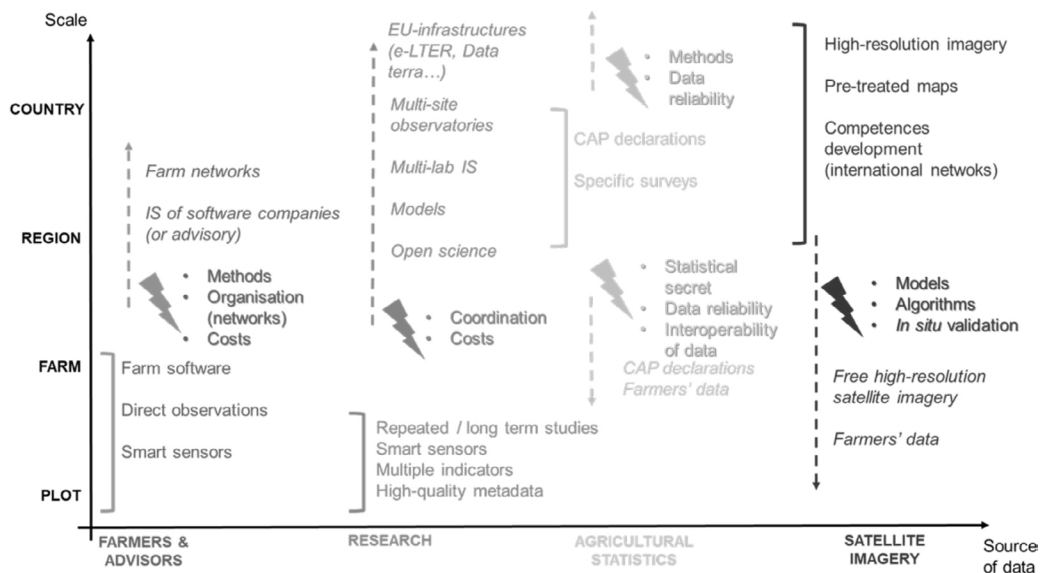 Scale
COUNTRY
REGION
FARM
PLOT
Farm networks
IS of software companies
(or advisory)
• Methods
• Organisation
(networks)
• Costs
Farm software
Direct observations
Smart sensors
FARMERS &
ADVISORS
EU-infrastructures
(e-LTER, Data
terra…)
Multi-site
observatories
Multi-lab IS
Models
Open science
• Coordination
• Costs
Repeated / long term studies
Smart sensors
Multiple indicators
High-quality metadata
RESEARCH
• Methods
• Data
reliability
CAP declarations
Specific surveys
• Statistical
secret
• Data reliability
• Interoperability
of data
CAP declarations
Farmers' data
AGRICULTURAL
STATISTICS
High-resolution imagery
Pre-treated maps
Competences
development
(international netwoks)
• Models
• Algorithms
• In situ validation
Free high-resolution
satellite imagery
Farmers' data
SATELLITE
IMAGERY
Sources
of data